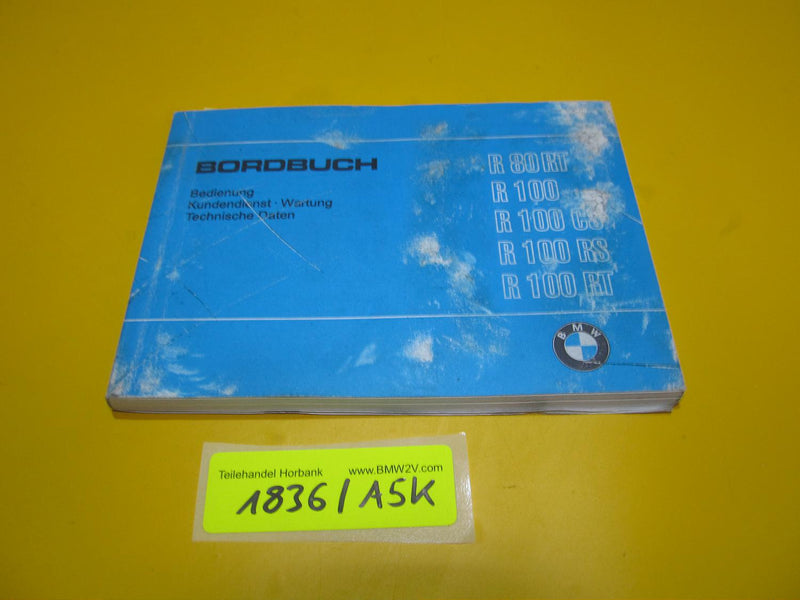 BORDBUCH
Bedienung
Kundendienst · Wartung
Technische Daten
R 80 RT
R 100
R 100 CS
R 100 RS
R 100 RT
BMW
Teilehandel Horbank www.BMW2V.com
1836/ASK